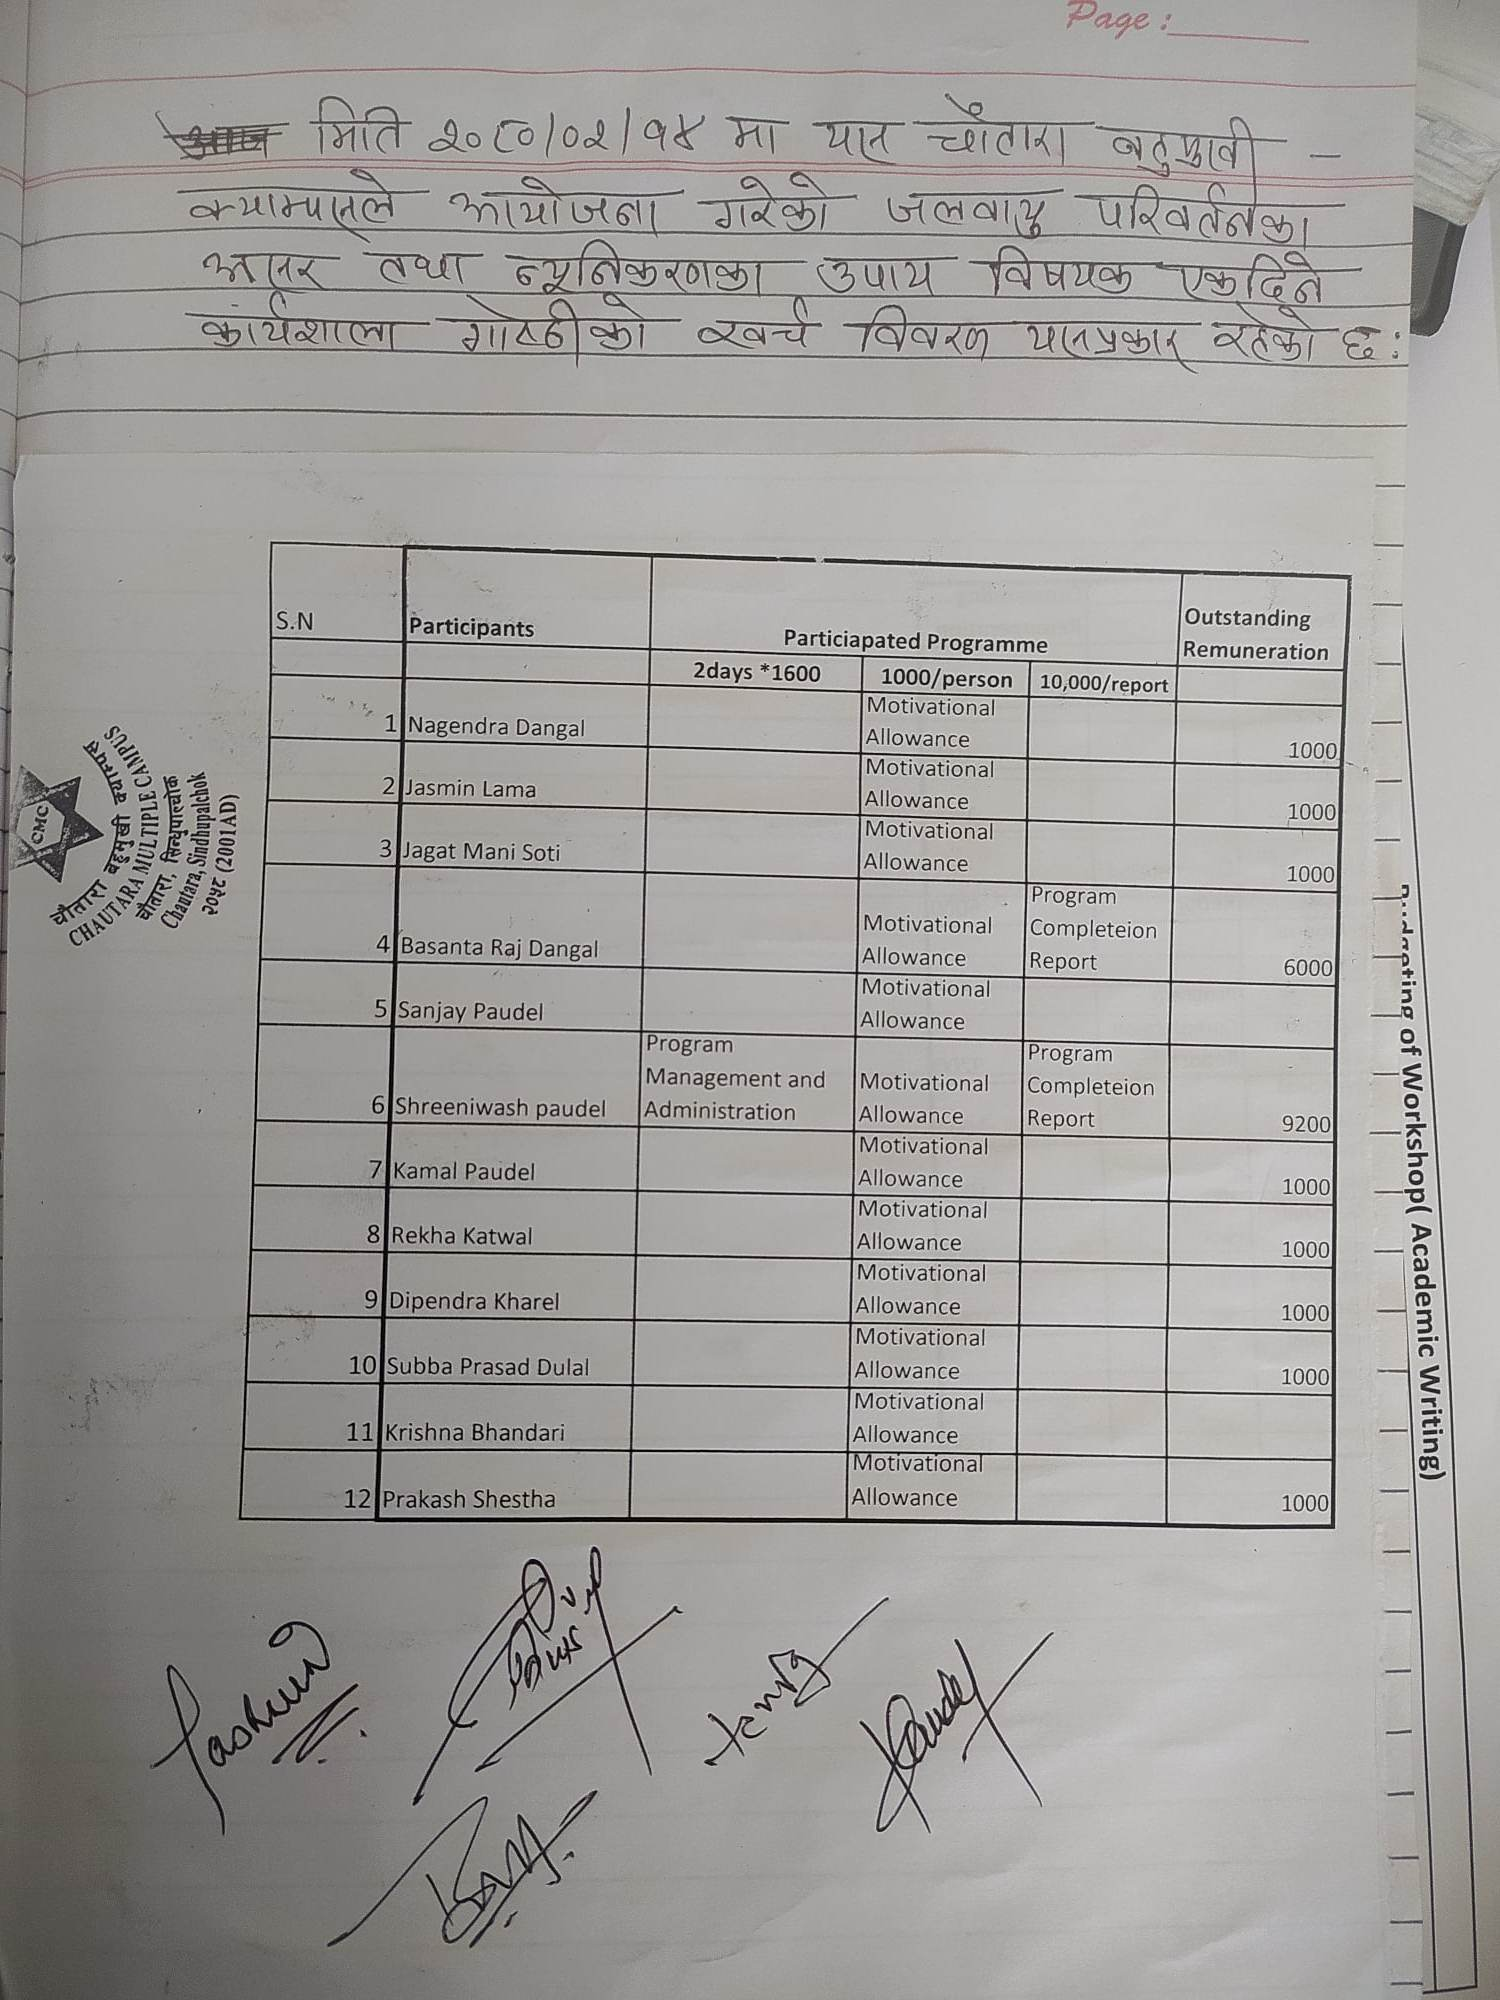 Page :
मिति २०८०/०२/१४ मा यस चौतारा बहुमुखी -
क्याम्पसले आयोजना गरेको जलवायु परिवर्तनका
असर तथा न्यूनिकरणका उपाय विषयक एकदिने
कार्यशाला गोष्ठीको खर्च विवरण यसप्रकार रहेको छ:
S.N Participants Particiapated Programme Outstanding Remuneration
2days *1600 1000/person 10,000/report
1 Nagendra Dangal Motivational Allowance 1000
2 Jasmin Lama Motivational Allowance 1000
3 Jagat Mani Soti Motivational Allowance 1000
4 Basanta Raj Dangal Motivational Allowance Program Completeion Report 6000
5 Sanjay Paudel Motivational Allowance
6 Shreeniwash paudel Program Management and Administration Motivational Allowance Program Completeion Report 9200
7 Kamal Paudel Motivational Allowance 1000
8 Rekha Katwal Motivational Allowance 1000
9 Dipendra Kharel Motivational Allowance 1000
10 Subba Prasad Dulal Motivational Allowance 1000
11 Krishna Bhandari Motivational Allowance
12 Prakash Shestha Motivational Allowance 1000
CMC
चौतारा बहुमुखी क्याम्पस
CHAUTARA MULTIPLE CAMPUS
चौतारा, सिन्धुपाल्चोक
Chautara, Sindhupalchok
२०५८ (2001AD)
of Workshop( Academic Writing)